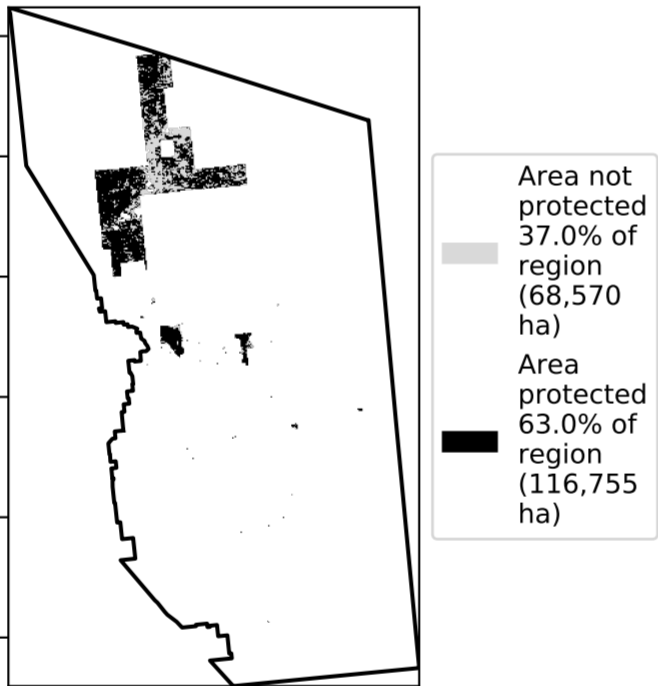 Area not
protected
37.0% of
region
(68,570
ha)
Area
protected
63.0% of
region
(116,755
ha)